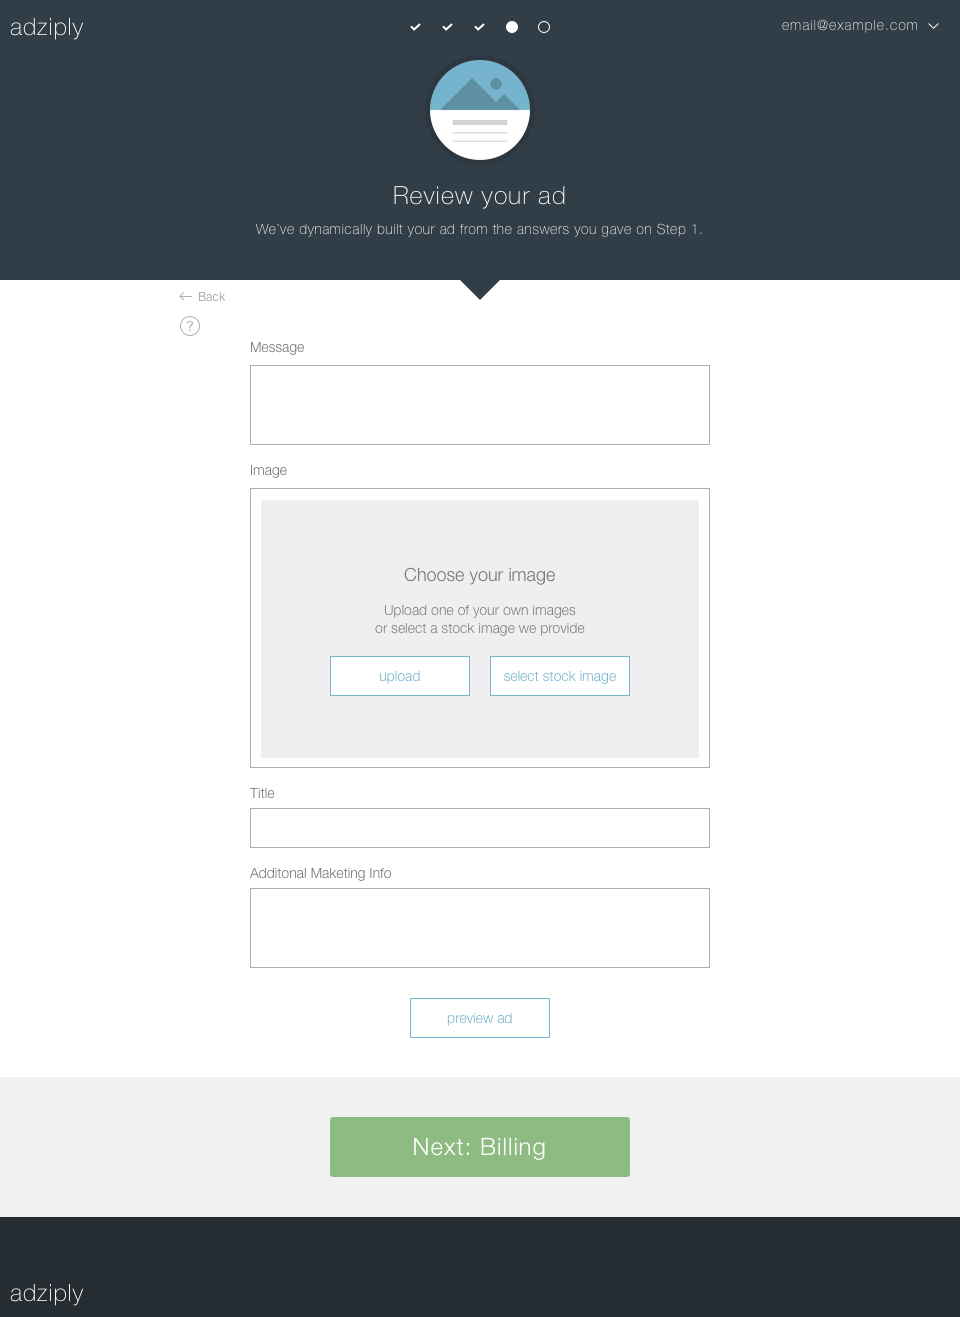 adziply
email@example.com
Review your ad
We've dynamically built your ad from the answers you gave on Step 1.
Back
?
Message
Image
Choose your image
Upload one of your own images
or select a stock image we provide
upload
select stock image
Title
Additonal Maketing Info
preview ad
Next: Billing
adziply